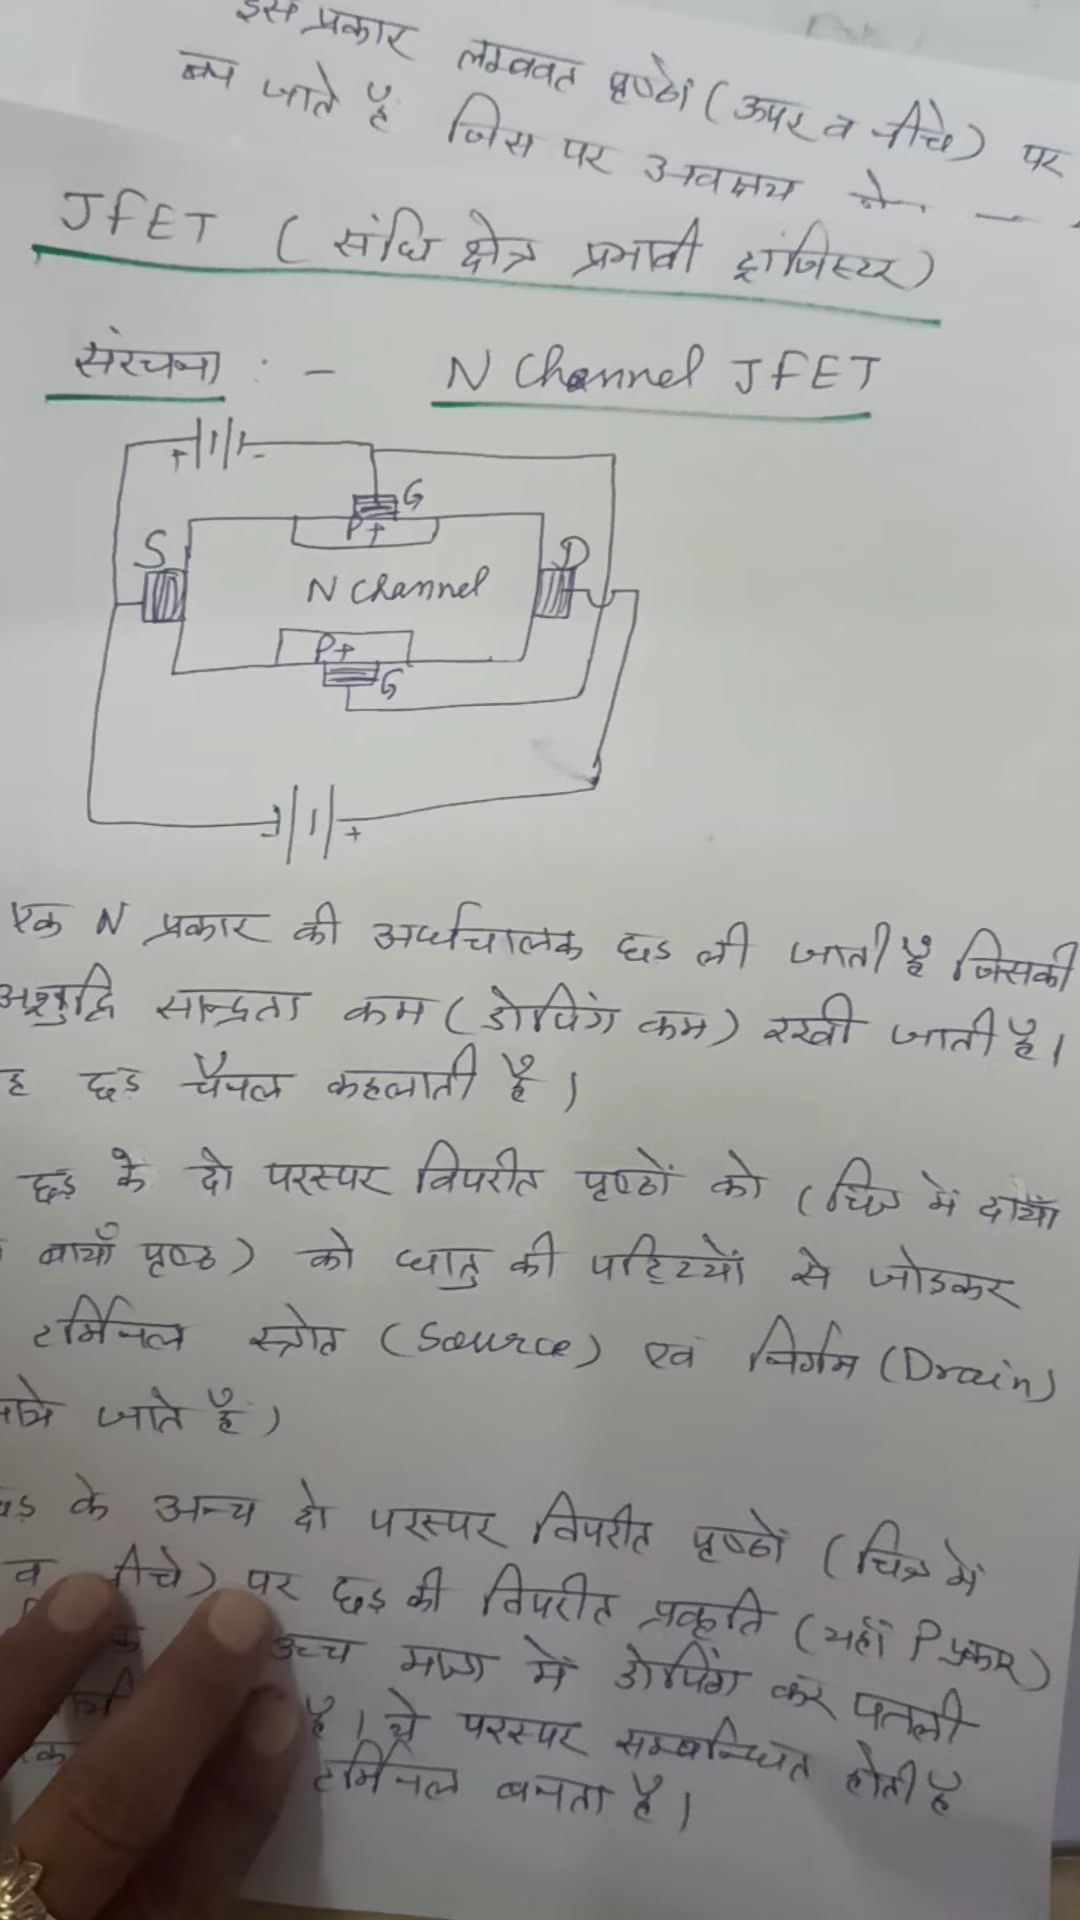 इस प्रकार लम्बवत पृष्ठों (ऊपर व नीचे) पर
बन जाते है जिस पर अवक्षय
JFET (संधि क्षेत्र प्रभावी ट्रांजिस्टर)
संरचना :- N Channel JFET
+ -
G
P+
S
D
N Channel
P+
G
- +
एक N प्रकार की अर्धचालक छड़ ली जाती है जिसकी
अशुद्धि सान्द्रता कम (डोपिंग कम) रखी जाती है।
छड़ चैनल कहलाती है।
छड़ के दो परस्पर विपरीत पृष्ठों को (चित्र में दायाँ
बायाँ पृष्ठ) को धातु की पट्टियों से जोड़कर
टर्मिनल स्त्रोत (Source) एवं निर्गम (Drain)
जाते है।
के अन्य दो परस्पर विपरीत पृष्ठों (चित्र में
व नीचे) पर छड़ की विपरीत प्रकृति (यहाँ P प्रकार)
उच्च मात्रा में डोपिंग कर पतली
है। ये परस्पर सम्बन्धित होती है
टर्मिनल बनता है।